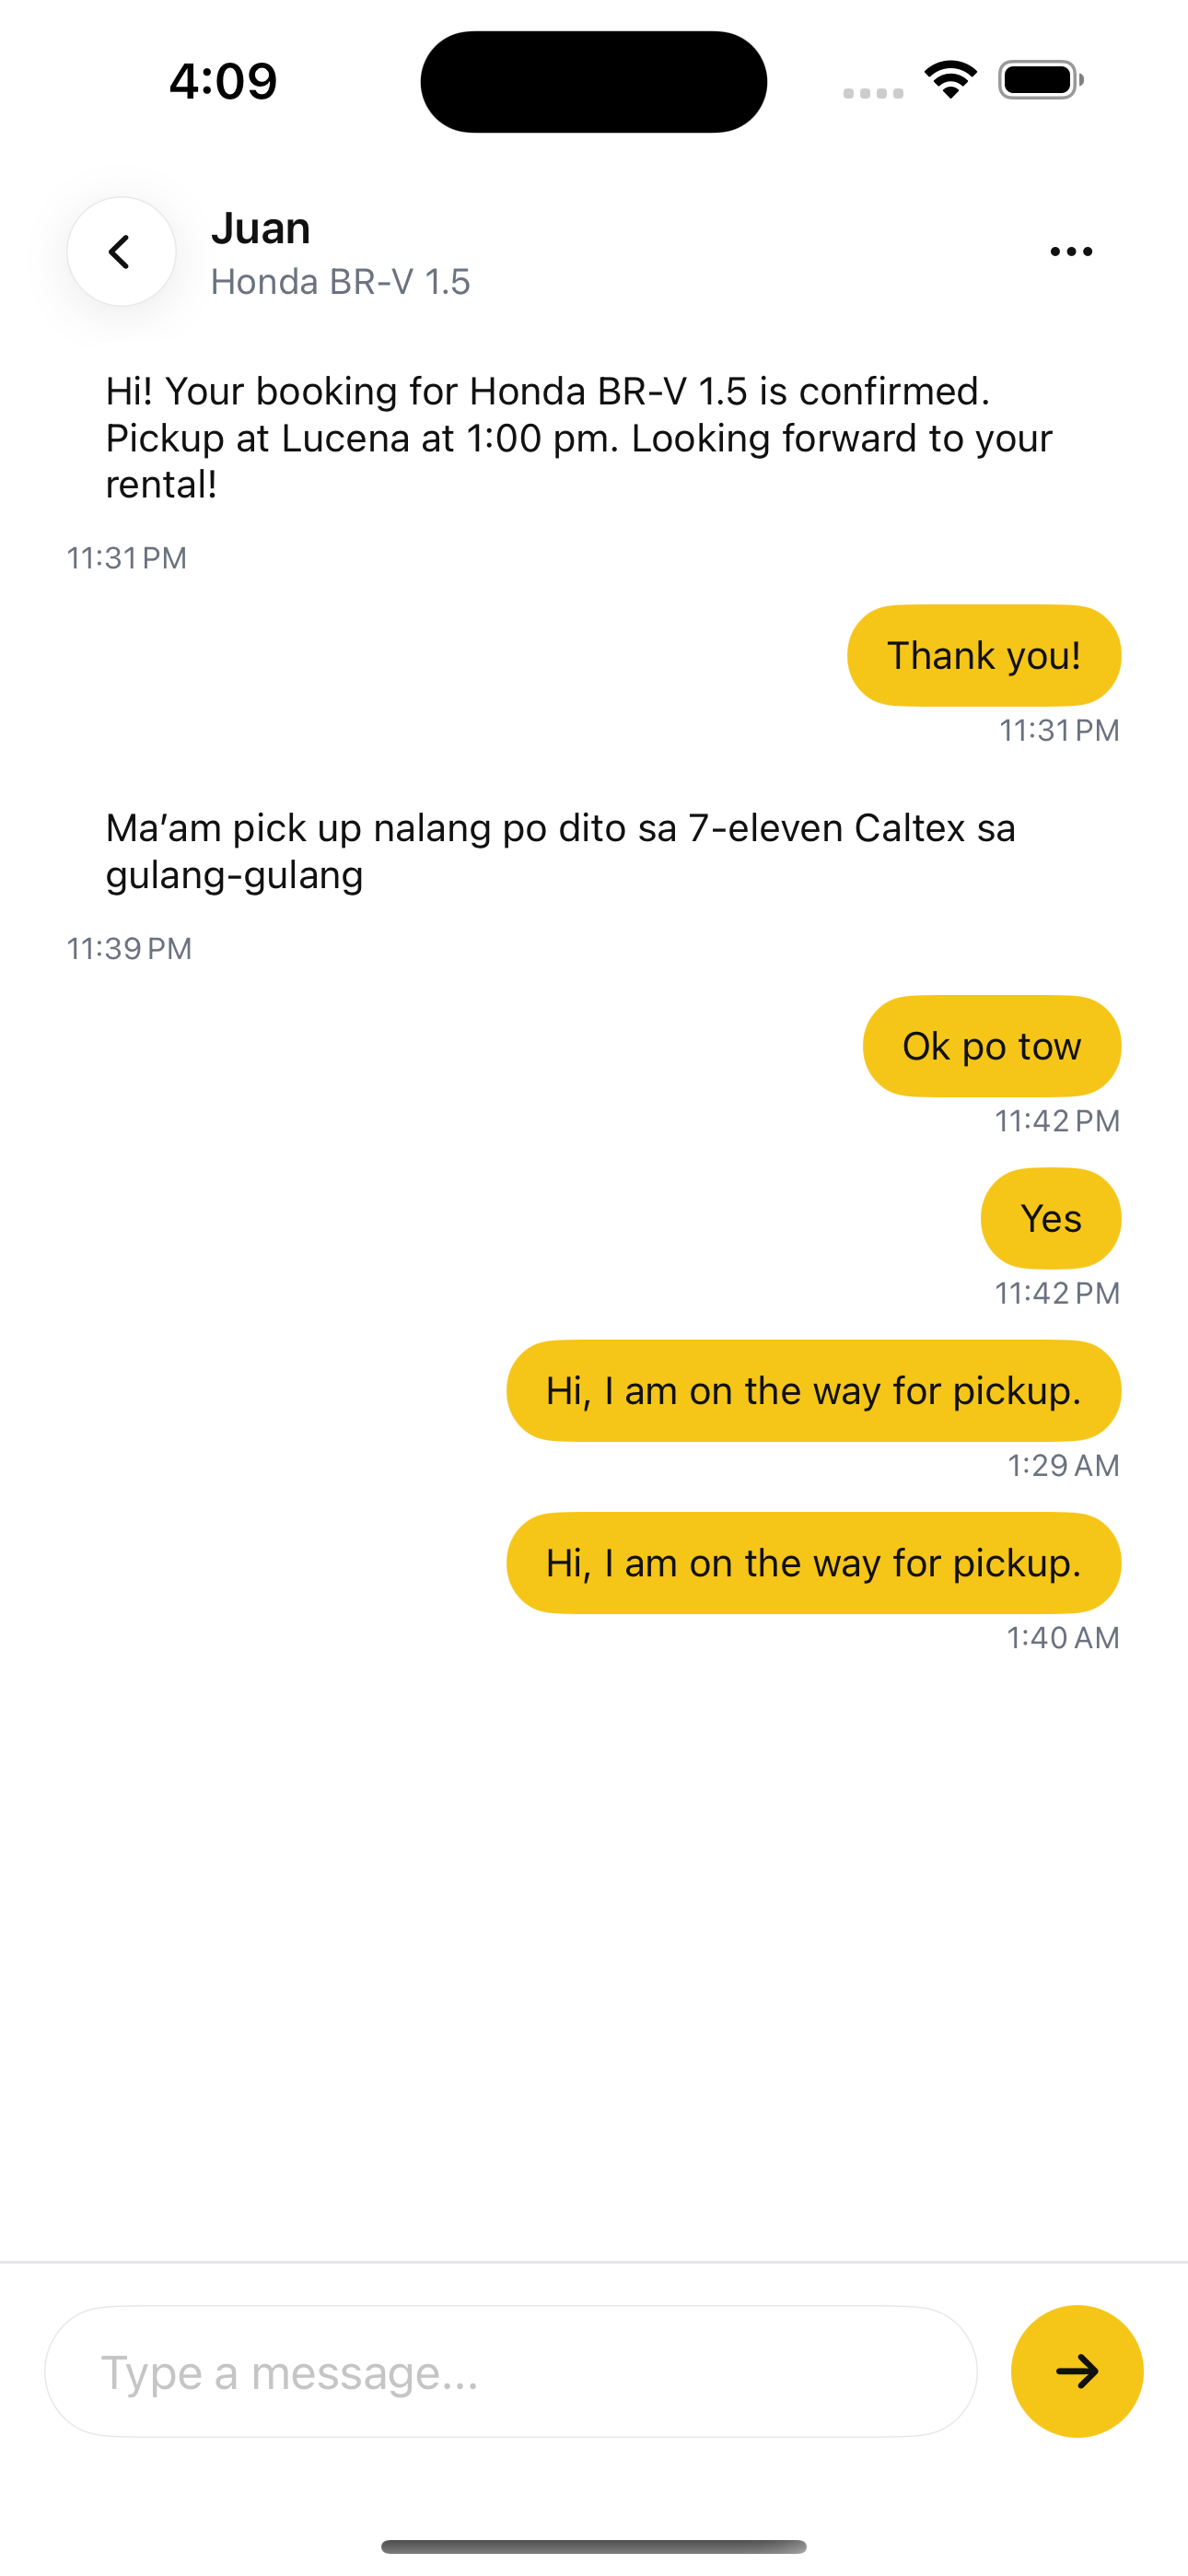 4:09
Juan
Honda BR-V 1.5
Hi! Your booking for Honda BR-V 1.5 is confirmed.
Pickup at Lucena at 1:00 pm. Looking forward to your
rental!
11:31 PM
Thank you!
11:31 PM
Ma’am pick up nalang po dito sa 7-eleven Caltex sa
gulang-gulang
11:39 PM
Ok po tow
11:42 PM
Yes
11:42 PM
Hi, I am on the way for pickup.
1:29 AM
Hi, I am on the way for pickup.
1:40 AM
Type a message...